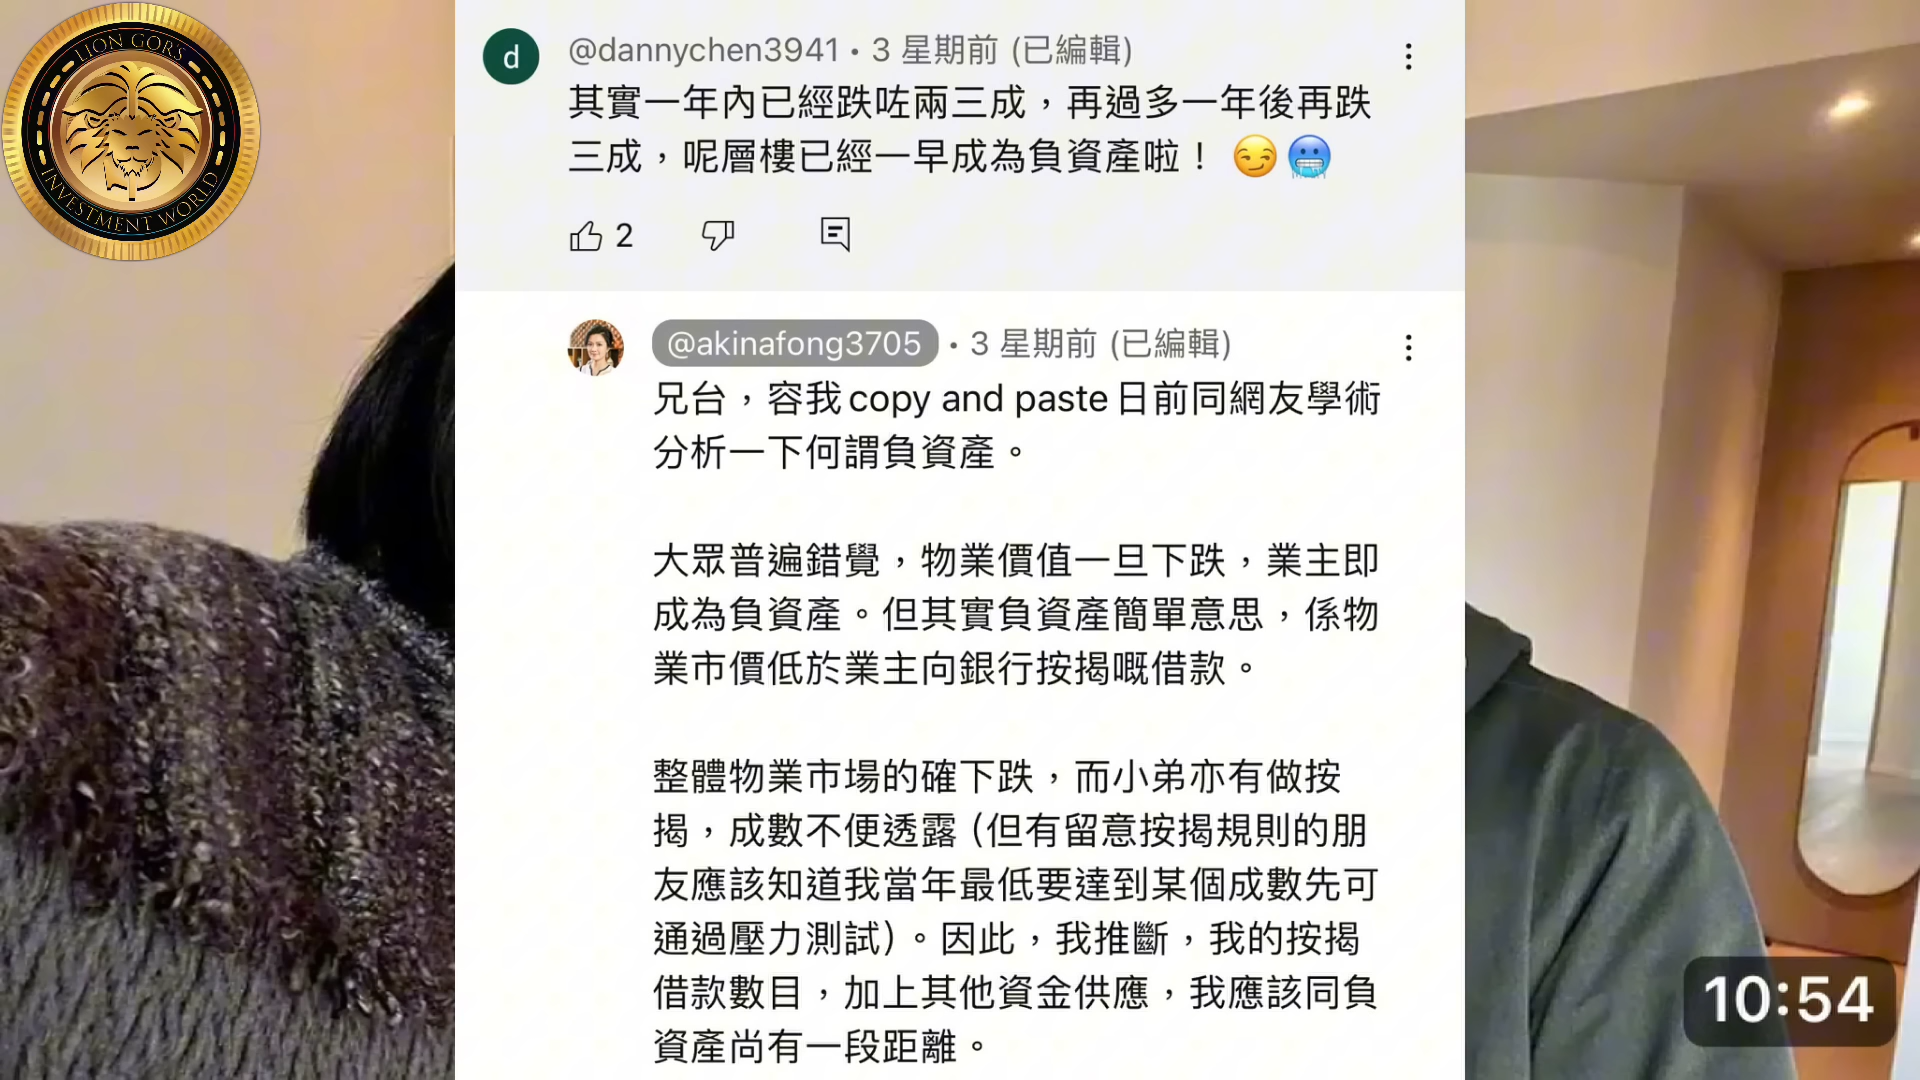 LION GOR'S
INVESTMENT WORLD
d
@dannychen3941 • 3 星期前 (已編輯)
其實一年內已經跌咗兩三成，再過多一年後再跌
三成，呢層樓已經一早成為負資產啦！ 😏🥶
2
@akinafong3705 • 3 星期前 (已編輯)
兄台，容我copy and paste日前同網友學術
分析一下何謂負資產。
大眾普遍錯覺，物業價值一旦下跌，業主即
成為負資產。但其實負資產簡單意思，係物
業市價低於業主向銀行按揭嘅借款。
整體物業市場的確下跌，而小弟亦有做按
揭，成數不便透露 (但有留意按揭規則的朋
友應該知道我當年最低要達到某個成數先可
通過壓力測試)。因此，我推斷，我的按揭
借款數目，加上其他資金供應，我應該同負
資產尚有一段距離。
10:54